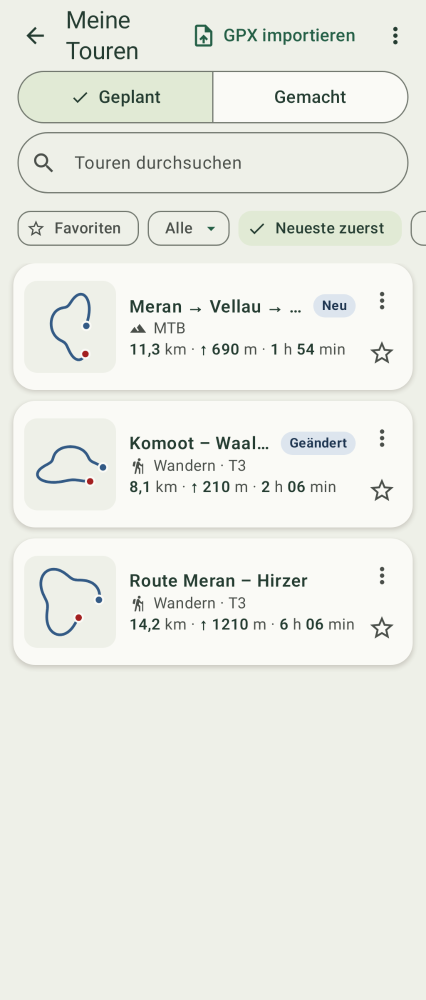 Meine
Touren
GPX importieren
Geplant
Gemacht
Touren durchsuchen
Favoriten
Alle
Neueste zuerst
Meran → Vellau → ...
Neu
MTB
11,3 km · ↑ 690 m · 1 h 54 min
Komoot – Waal...
Geändert
Wandern · T3
8,1 km · ↑ 210 m · 2 h 06 min
Route Meran – Hirzer
Wandern · T3
14,2 km · ↑ 1210 m · 6 h 06 min